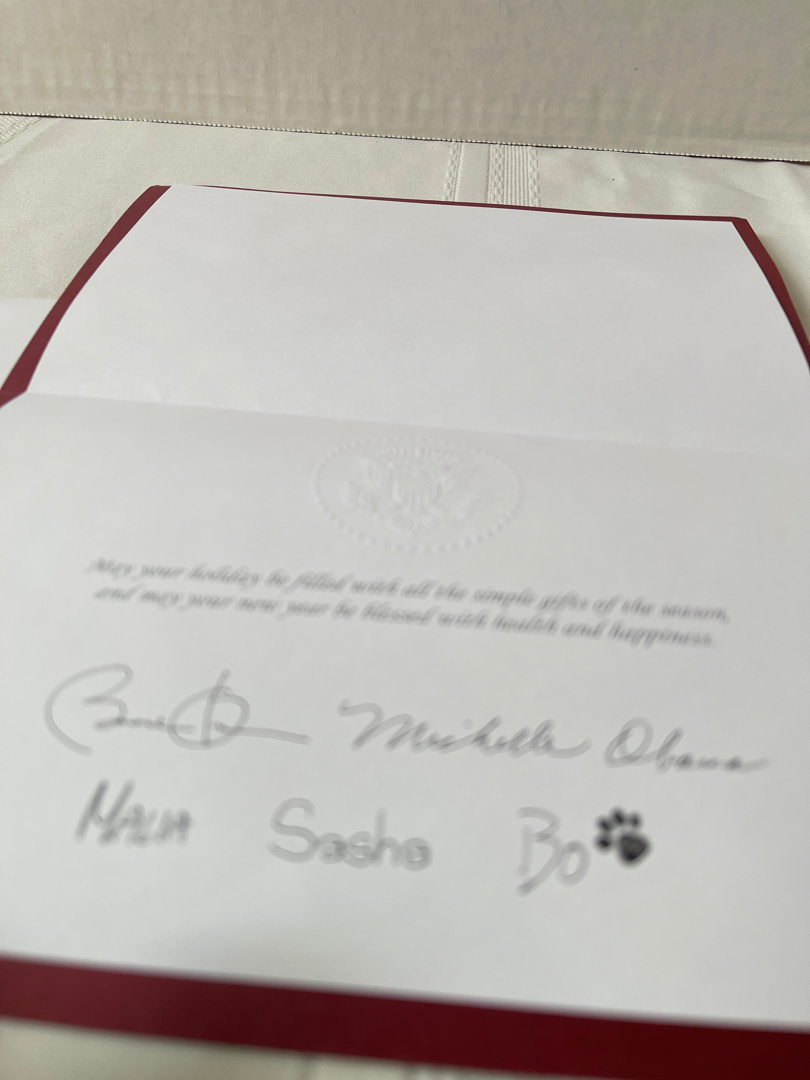 May your holiday be filled with all the simple gifts of the season,
and may your new year be blessed with health and happiness.
Michelle Obama
MALIA Sasha Bo